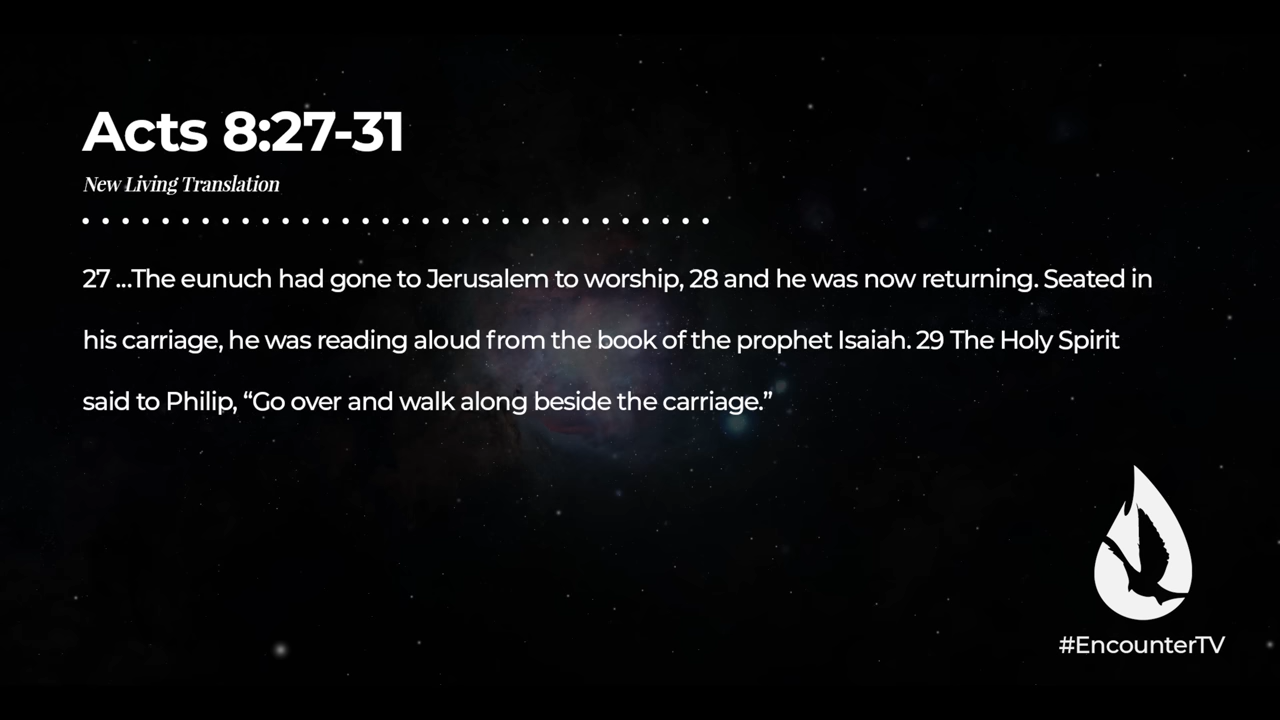 Acts 8:27-31
New Living Translation
27 ...The eunuch had gone to Jerusalem to worship, 28 and he was now returning. Seated in
his carriage, he was reading aloud from the book of the prophet Isaiah. 29 The Holy Spirit
said to Philip, “Go over and walk along beside the carriage.”
#EncounterTV